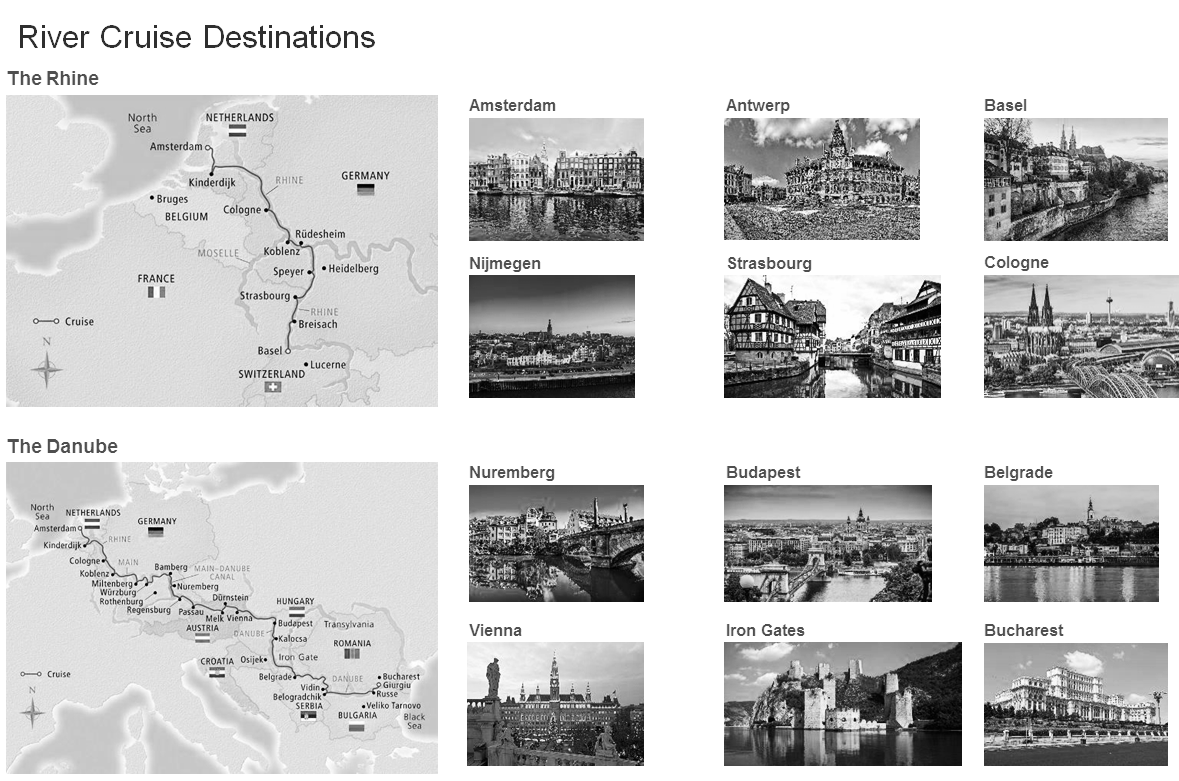 River Cruise Destinations
The Rhine
North
Sea
NETHERLANDS
Amsterdam
Kinderdijk
RHINE
GERMANY
Bruges
BELGIUM
Cologne
Rüdesheim
Koblenz
MOSELLE
Speyer
Heidelberg
FRANCE
Strasbourg
RHINE
Cruise
Breisach
Basel
Lucerne
SWITZERLAND
Amsterdam
Antwerp
Basel
Nijmegen
Strasbourg
Cologne
The Danube
North
Sea
NETHERLANDS
Amsterdam
GERMANY
Kinderdijk
RHINE
Cologne
MAIN
Koblenz
Bamberg
MAIN-DANUBE
CANAL
Miltenberg
Würzburg
Nuremberg
Rothenburg
Regensburg
Dürnstein
Passau
Melk Vienna
HUNGARY
AUSTRIA
DANUBE
Budapest
Transylvania
Kalocsa
ROMANIA
CROATIA
Osijek
Iron Gate
Cruise
Belgrade
DANUBE
Bucharest
Giurgiu
Vidin
Russe
Belogradchik
SERBIA
Veliko Tarnovo
BULGARIA
Black
Sea
N
Nuremberg
Budapest
Belgrade
Vienna
Iron Gates
Bucharest